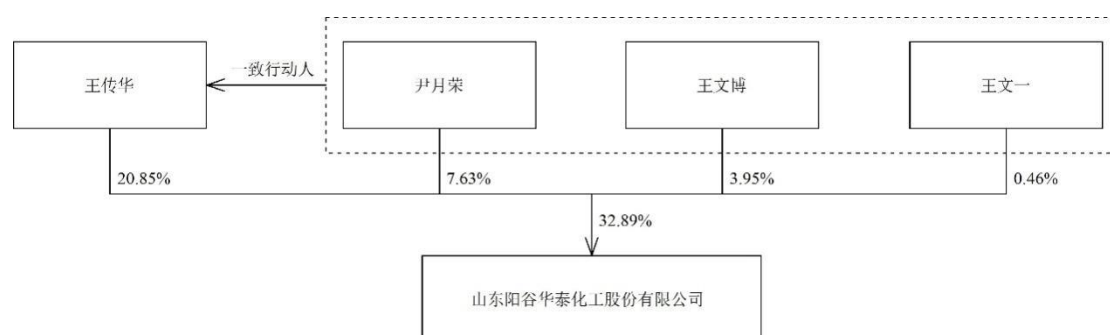 王传华
一致行动人
尹月荣
王文博
王文一
20.85%
7.63%
3.95%
0.46%
32.89%
山东阳谷华泰化工股份有限公司